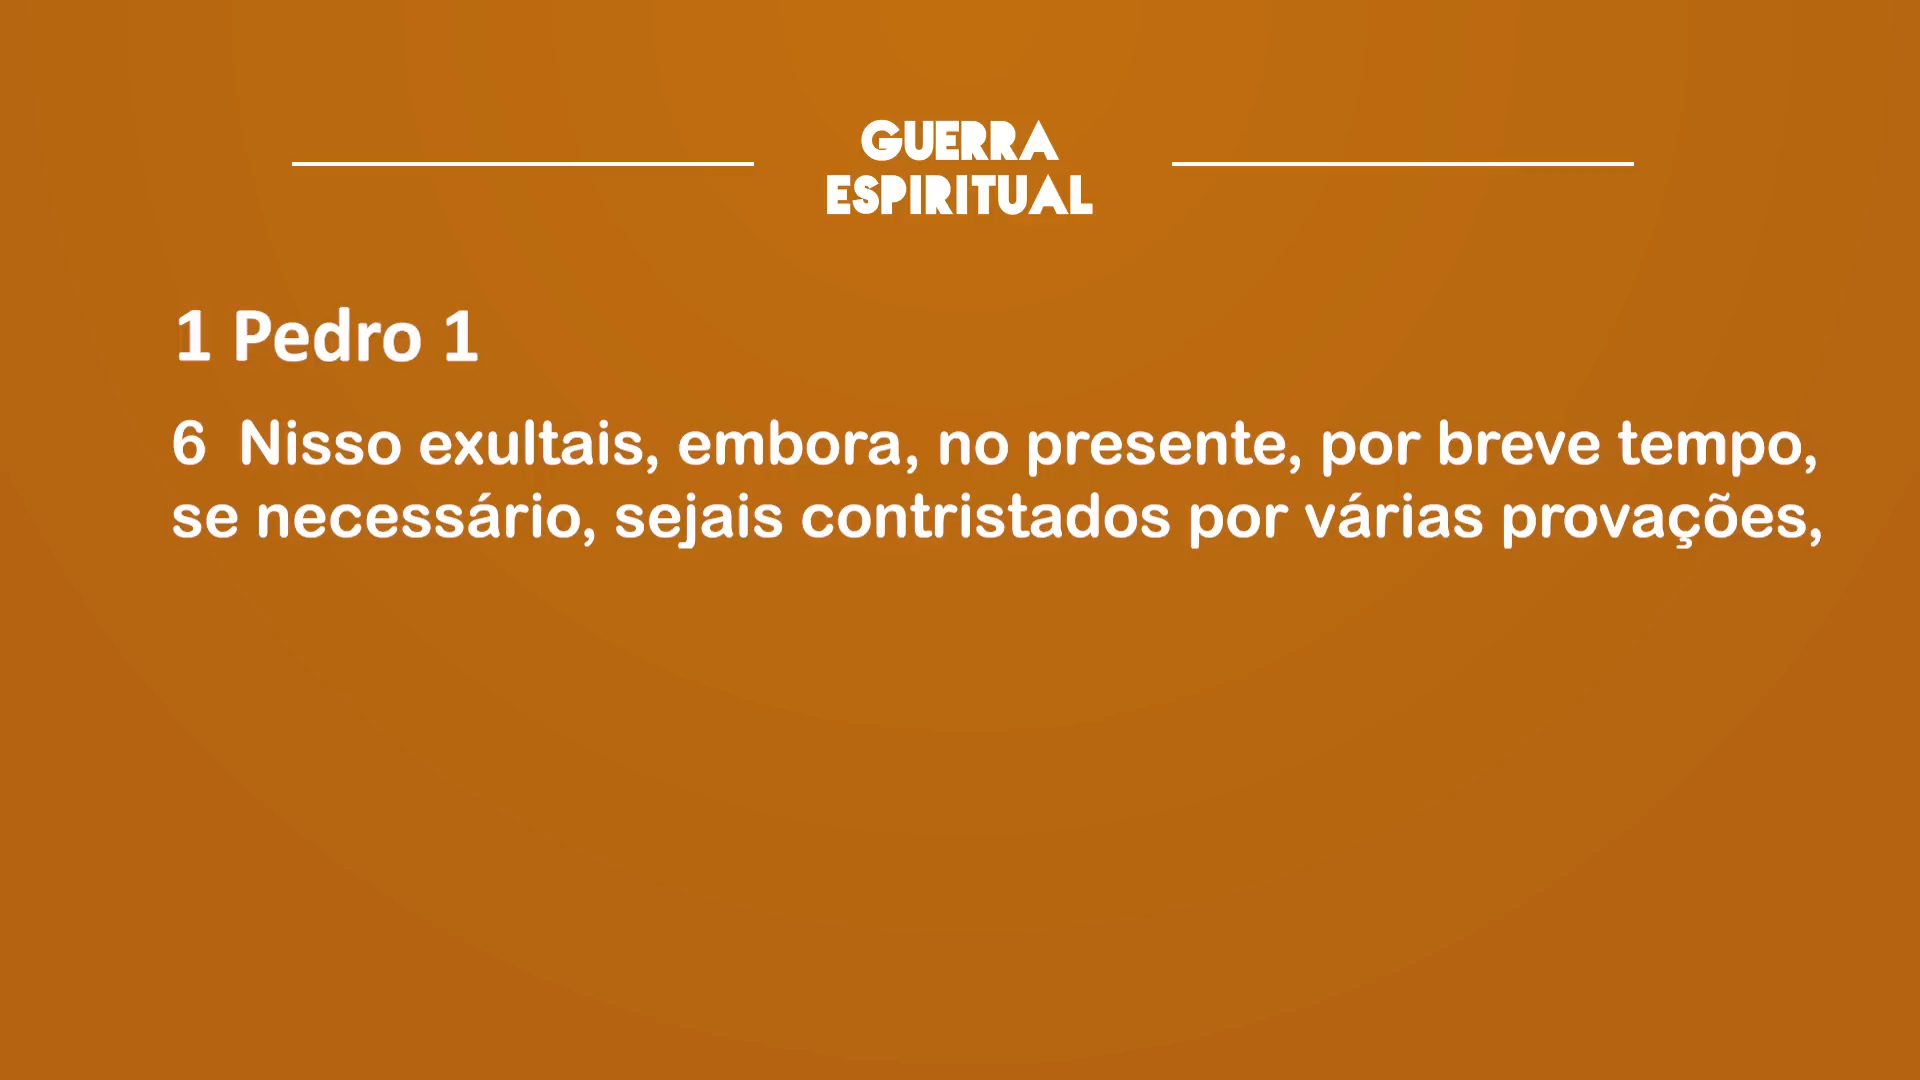 GUERRA
ESPIRITUAL
1 Pedro 1
6 Nisso exultais, embora, no presente, por breve tempo,
se necessário, sejais contristados por várias provações,